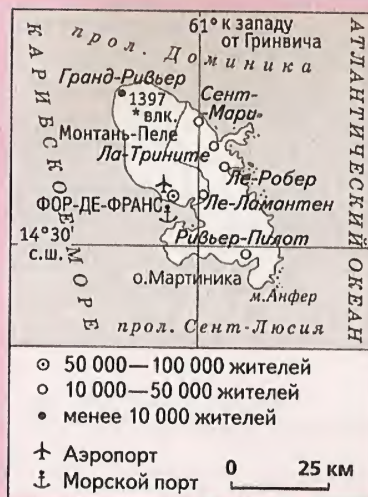 61° к западу
от Гринвича
прол. Доминика
КАРИБСКОЕ МОРЕ
АТЛАНТИЧЕСКИЙ ОКЕАН
Гранд-Ривьер
1397
влк.
Монтань-Пеле
Сент-
Мари
Ла-Трините
Ле-Робер
ФОР-ДЕ-ФРАНС
Ле-Ломантен
14°30'
с.ш.
Ривьер-Пилот
о.Мартиника
м.Анфер
прол. Сент-Люсия
50 000—100 000 жителей
10 000—50 000 жителей
менее 10 000 жителей
Аэропорт
Морской порт
0 25 км